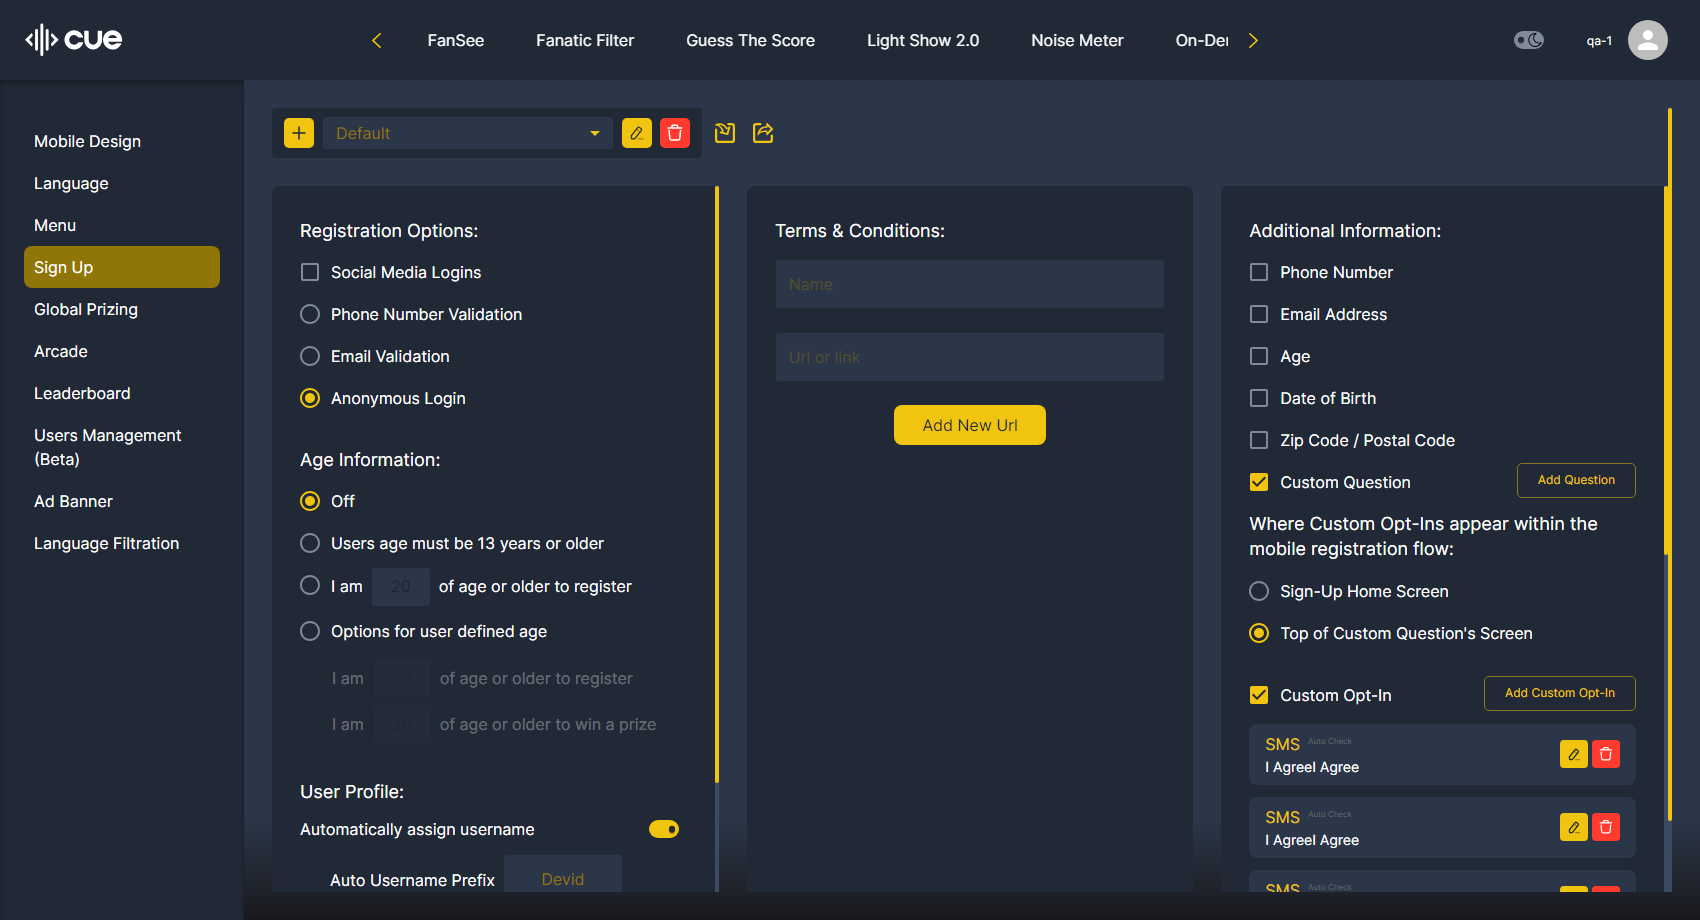 cue
FanSee
Fanatic Filter
Guess The Score
Light Show 2.0
Noise Meter
On-Der
qa-1
Mobile Design
Language
Menu
Sign Up
Global Prizing
Arcade
Leaderboard
Users Management
(Beta)
Ad Banner
Language Filtration
Default
Registration Options:
Social Media Logins
Phone Number Validation
Email Validation
Anonymous Login
Age Information:
Off
Users age must be 13 years or older
I am 20 of age or older to register
Options for user defined age
I am 20 of age or older to register
I am of age or older to win a prize
User Profile:
Automatically assign username
Auto Username Prefix Devid
Terms & Conditions:
Name
Url or link
Add New Url
Additional Information:
Phone Number
Email Address
Age
Date of Birth
Zip Code / Postal Code
Custom Question
Add Question
Where Custom Opt-Ins appear within the
mobile registration flow:
Sign-Up Home Screen
Top of Custom Question's Screen
Custom Opt-In
Add Custom Opt-In
SMS Auto Check
I AgreeI Agree
SMS Auto Check
I AgreeI Agree
SMS Auto Check